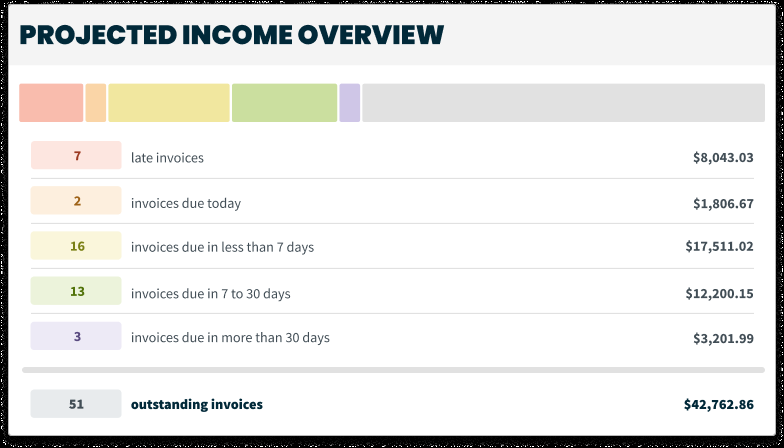 PROJECTED INCOME OVERVIEW
7 late invoices $8,043.03
2 invoices due today $1,806.67
16 invoices due in less than 7 days $17,511.02
13 invoices due in 7 to 30 days $12,200.15
3 invoices due in more than 30 days $3,201.99
51 outstanding invoices $42,762.86